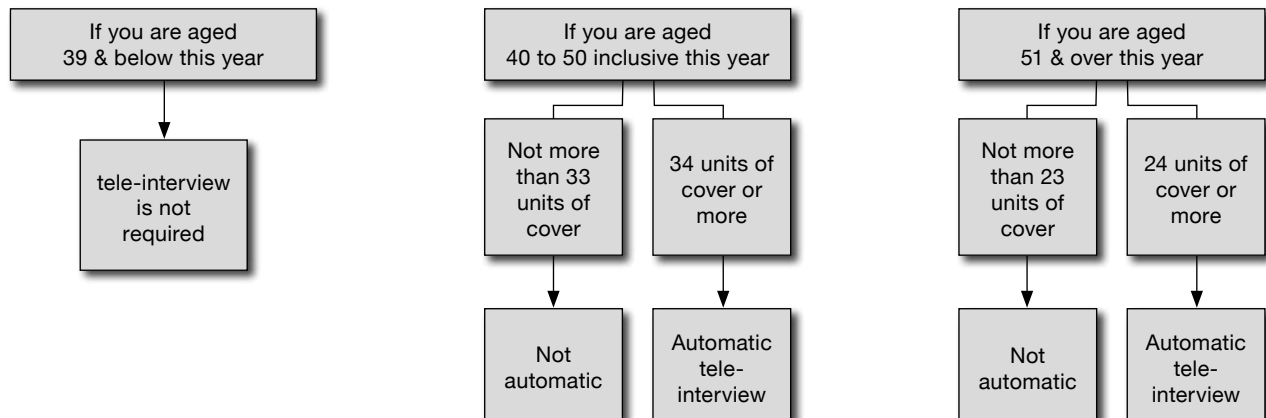 If you are aged
39 & below this year
tele-interview
is not
required
If you are aged
40 to 50 inclusive this year
Not more
than 33
units of
cover
34 units of
cover or
more
Not
automatic
Automatic
tele-
interview
If you are aged
51 & over this year
Not more
than 23
units of
cover
24 units of
cover or
more
Not
automatic
Automatic
tele-
interview